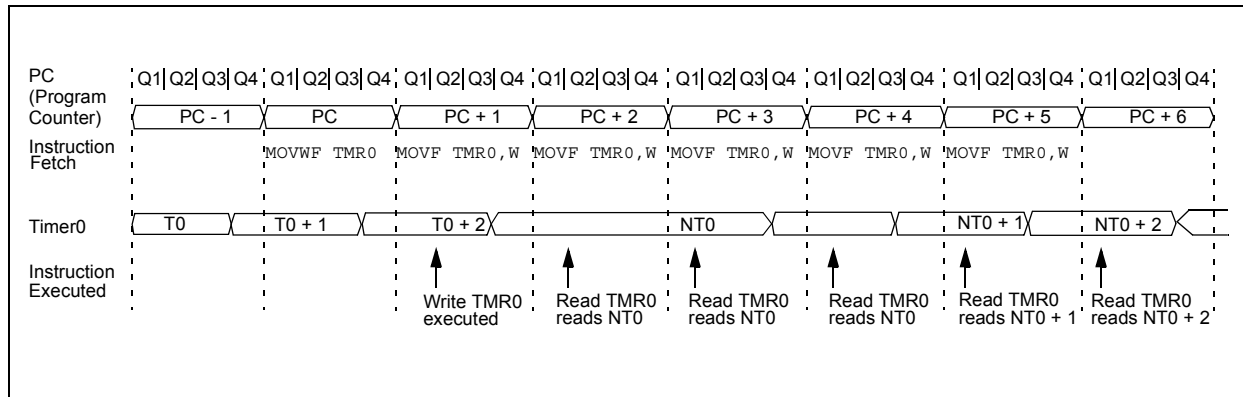 PC
(Program
Counter)
Q1 Q2 Q3 Q4 Q1 Q2 Q3 Q4 Q1 Q2 Q3 Q4 Q1 Q2 Q3 Q4 Q1 Q2 Q3 Q4 Q1 Q2 Q3 Q4 Q1 Q2 Q3 Q4 Q1 Q2 Q3 Q4
PC - 1 PC PC + 1 PC + 2 PC + 3 PC + 4 PC + 5 PC + 6
Instruction
Fetch
MOVWF TMR0 MOVF TMR0,W MOVF TMR0,W MOVF TMR0,W MOVF TMR0,W MOVF TMR0,W
Timer0
T0 T0 + 1 T0 + 2 NT0 NT0 + 1 NT0 + 2
Instruction
Executed
Write TMR0
executed
Read TMR0
reads NT0
Read TMR0
reads NT0
Read TMR0
reads NT0
Read TMR0
reads NT0 + 1
Read TMR0
reads NT0 + 2